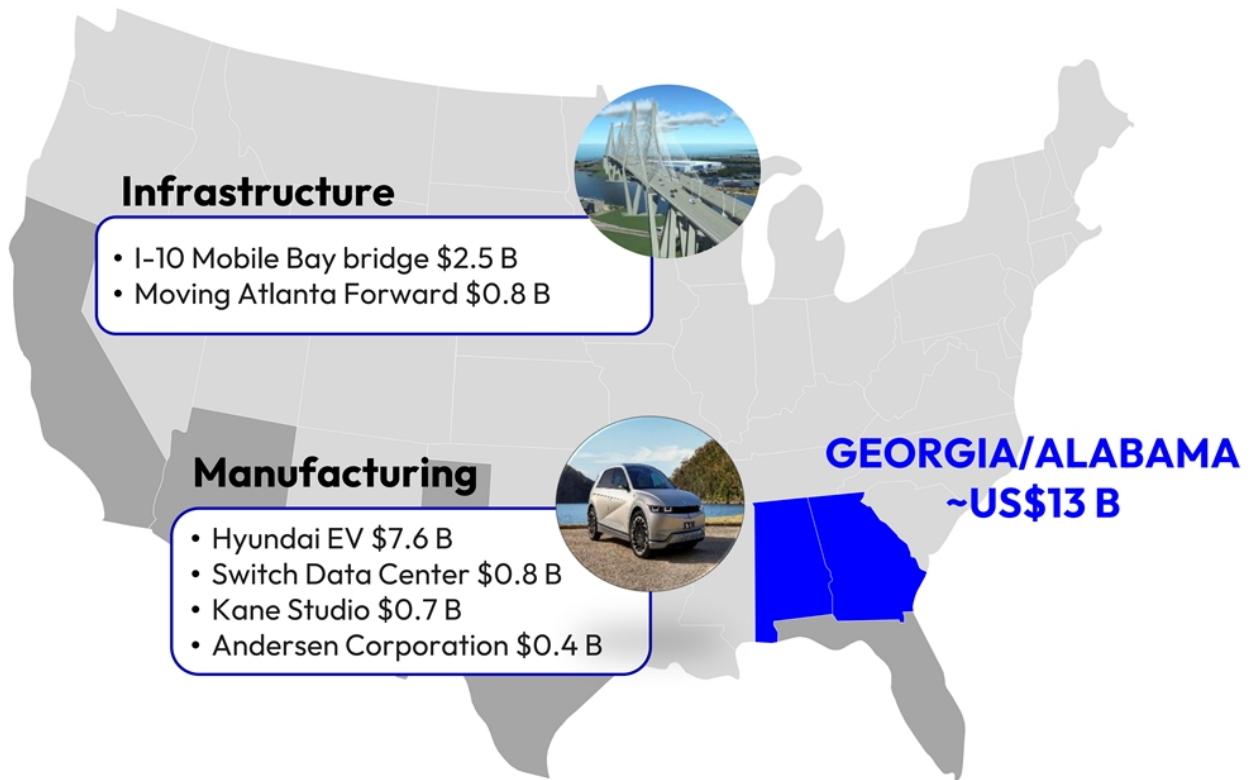 Infrastructure
• I-10 Mobile Bay bridge $2.5 B
• Moving Atlanta Forward $0.8 B
Manufacturing
• Hyundai EV $7.6 B
• Switch Data Center $0.8 B
• Kane Studio $0.7 B
• Andersen Corporation $0.4 B
GEORGIA/ALABAMA
~US$13 B